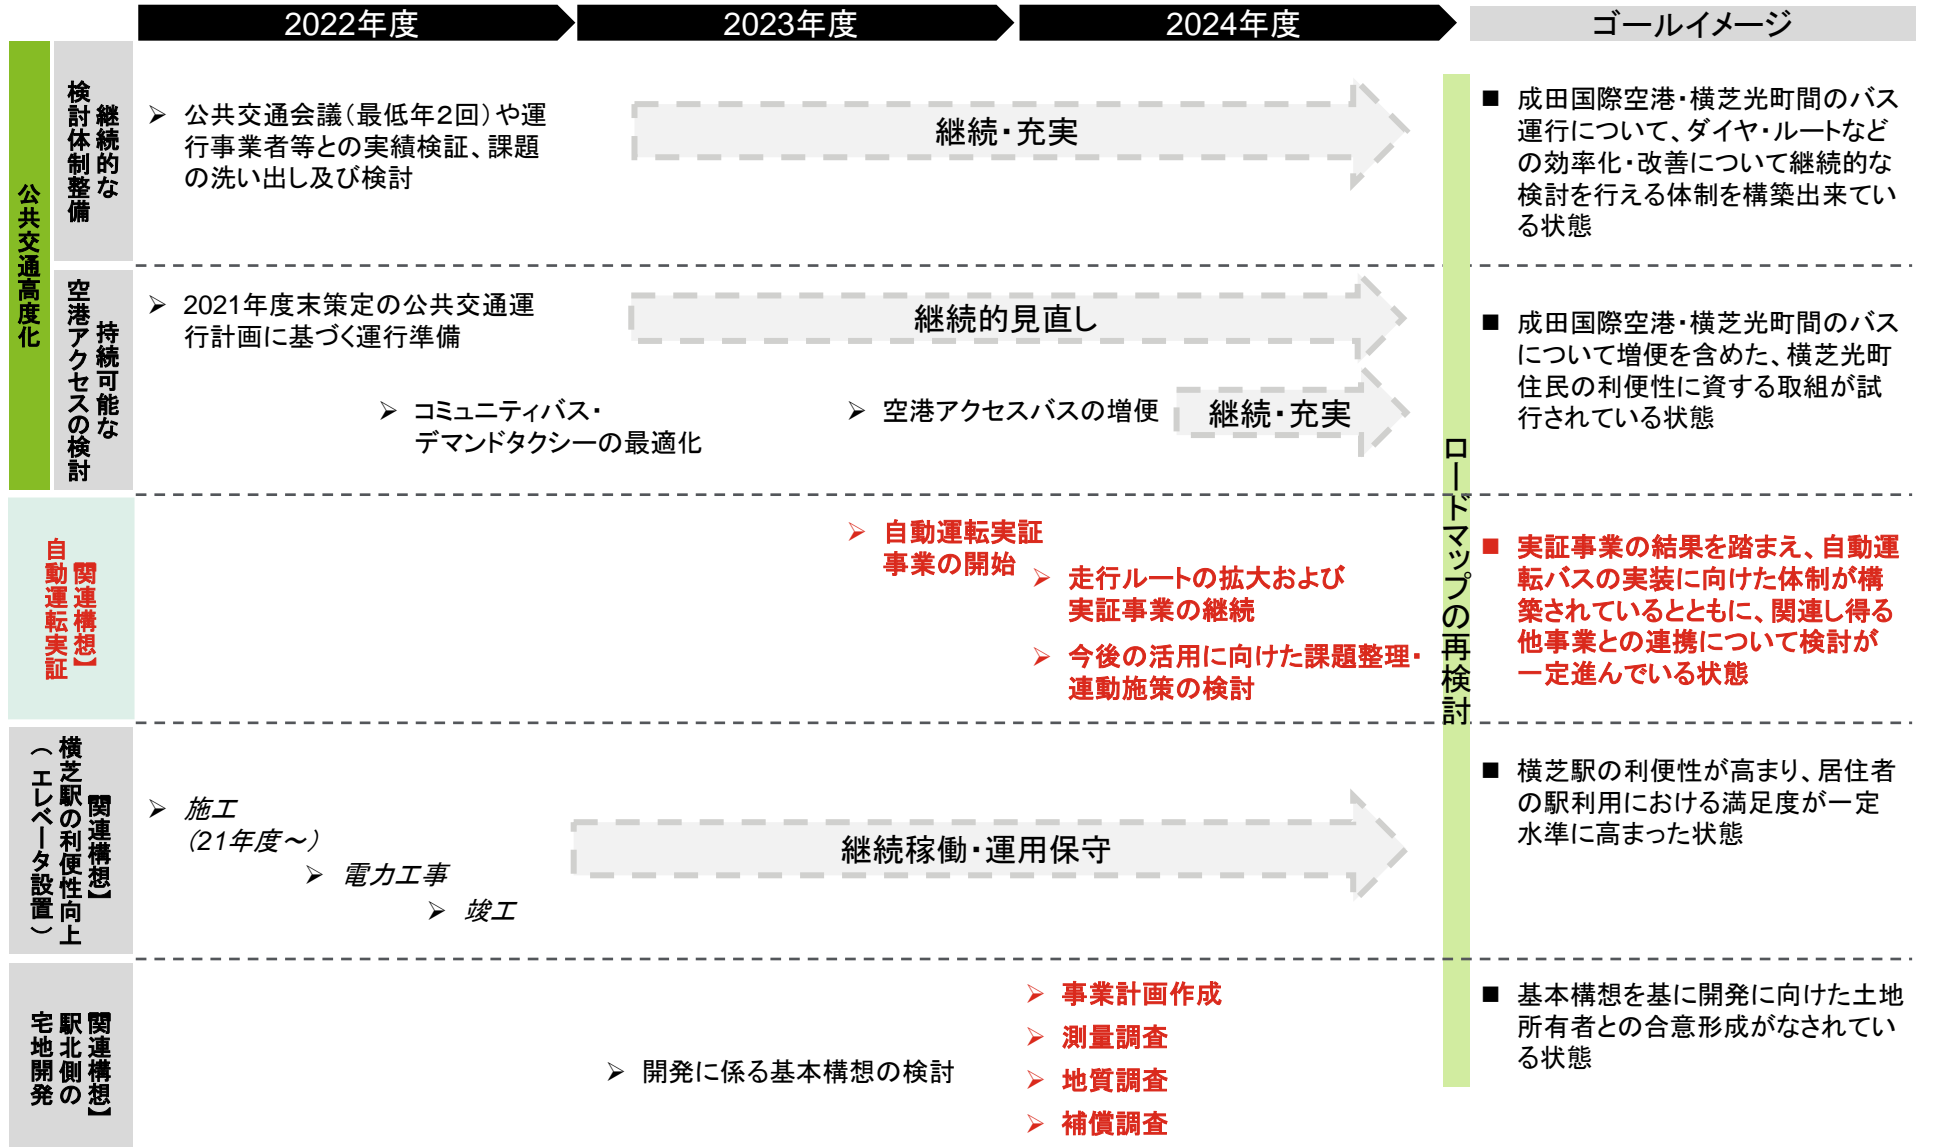 2022年度
2023年度
2024年度
ゴールイメージ
公共交通高度化
継続的な
検討体制整備
➢ 公共交通会議（最低年２回）や運
行事業者等との実績検証、課題
の洗い出し及び検討
継続・充実
■ 成田国際空港・横芝光町間のバス
運行について、ダイヤ・ルートなど
の効率化・改善について継続的な
検討を行える体制を構築出来てい
る状態
持続可能な
空港アクセスの検討
➢ 2021年度末策定の公共交通運
行計画に基づく運行準備
継続的見直し
➢ コミュニティバス・
デマンドタクシーの最適化
➢ 空港アクセスバスの増便
継続・充実
■ 成田国際空港・横芝光町間のバス
について増便を含めた、横芝光町
住民の利便性に資する取組が試
行されている状態
ロードマップの再検討
【関連構想】
自動運転実証
➢ 自動運転実証
事業の開始
➢ 走行ルートの拡大および
実証事業の継続
➢ 今後の活用に向けた課題整理・
連動施策の検討
■ 実証事業の結果を踏まえ、自動運
転バスの実装に向けた体制が構
築されているとともに、関連し得る
他事業との連携について検討が
一定進んでいる状態
【関連構想】
横芝駅の利便性向上
（エレベータ設置）
➢ 施工
（21年度～）
➢ 電力工事
➢ 竣工
継続稼働・運用保守
■ 横芝駅の利便性が高まり、居住者
の駅利用における満足度が一定
水準に高まった状態
【関連構想】
駅北側の
宅地開発
➢ 開発に係る基本構想の検討
➢ 事業計画作成
➢ 測量調査
➢ 地質調査
➢ 補償調査
■ 基本構想を基に開発に向けた土地
所有者との合意形成がなされてい
る状態